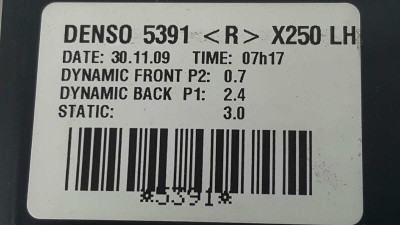 DENSO 5391 <R> X250 LH
DATE: 30.11.09 TIME: 07h17
DYNAMIC FRONT P2: 0.7
DYNAMIC BACK P1: 2.4
STATIC: 3.0
*5391*